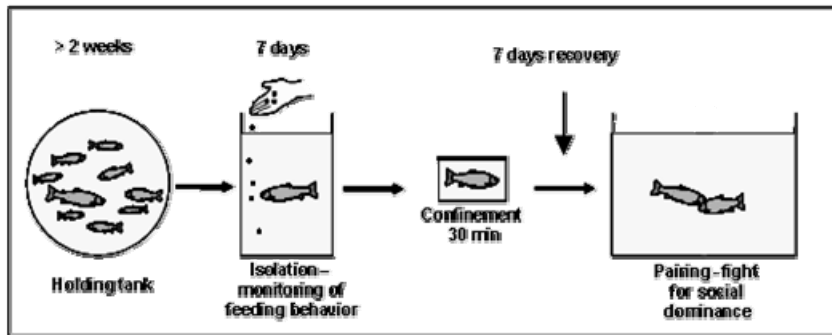 > 2 weeks
7 days
7 days recovery
Holding tank
Isolation –
monitoring of
feeding behavior
Confinement
30 min
Pairing - fight
for social
dominance